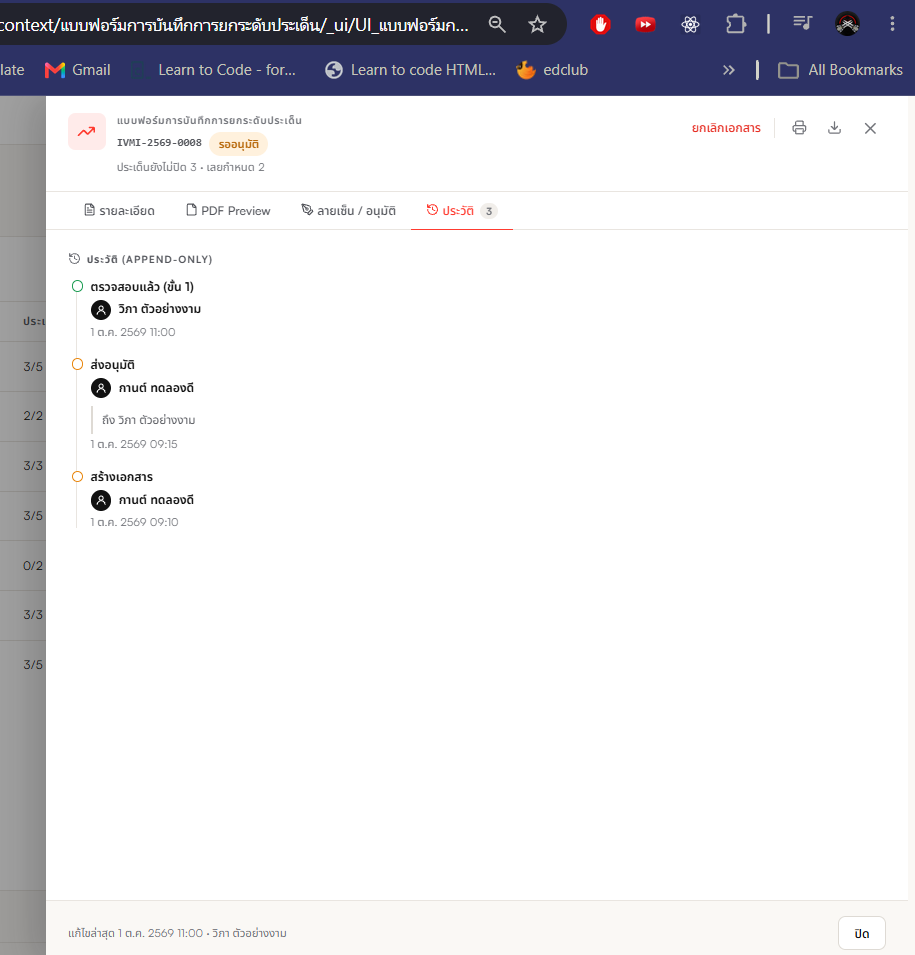 context/แบบฟอร์มการบันทึกการยกระดับประเด็น/_ui/UI_แบบฟอร์มก...
late Gmail Learn to Code - for... Learn to code HTML... edclub All Bookmarks
แบบฟอร์มการบันทึกการยกระดับประเด็น
IVMI-2569-0008 รออนุมัติ
ประเด็นยังไม่ปิด 3 • เลยกำหนด 2
ยกเลิกเอกสาร
รายละเอียด PDF Preview ลายเซ็น / อนุมัติ ประวัติ 3
ประวัติ (APPEND-ONLY)
ตรวจสอบแล้ว (ขั้น 1)
วิภา ตัวอย่างงาม
1 ต.ค. 2569 11:00
ส่งอนุมัติ
กานต์ ทดลองดี
ถึง วิภา ตัวอย่างงาม
1 ต.ค. 2569 09:15
สร้างเอกสาร
กานต์ ทดลองดี
1 ต.ค. 2569 09:10
ประเ
3/5
2/2
3/3
3/5
0/2
3/3
3/5
แก้ไขล่าสุด 1 ต.ค. 2569 11:00 • วิภา ตัวอย่างงาม
ปิด